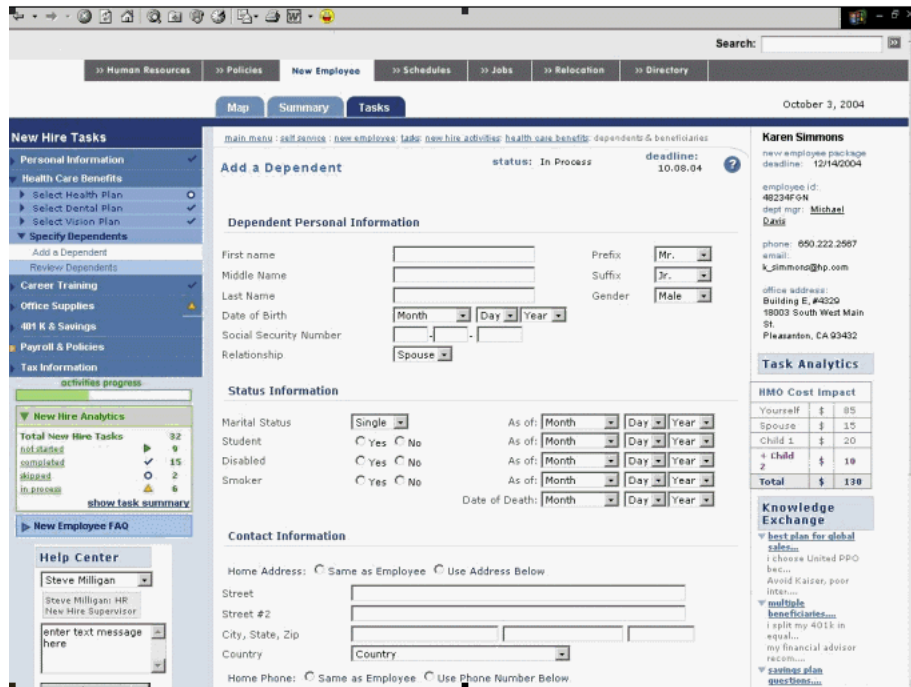 Search:
>> Human Resources >> Policies New Employee >> Schedules >> Jobs >> Relocation >> Directory
Map Summary Tasks
October 3, 2004
New Hire Tasks
Personal Information
Health Care Benefits
Select Health Plan
Select Dental Plan
Select Vision Plan
Specify Dependents
Add a Dependent
Review Dependents
Career Training
Office Supplies
401 K & Savings
Payroll & Policies
Tax Information
activities progress
New Hire Analytics
Total New Hire Tasks 32
not started 9
completed 15
skipped 2
in process 6
show task summary
New Employee FAQ
Help Center
Steve Milligan
Steve Milligan: HR
New Hire Supervisor
enter text message
here
main menu : self service : new employee: tasks: new hire activities: health care benefits: dependents & beneficiaries
Add a Dependent
status: In Process
deadline:
10.08.04
?
Dependent Personal Information
First name Prefix Mr.
Middle Name Suffix Jr.
Last Name Gender Male
Date of Birth Month Day Year
Social Security Number - -
Relationship Spouse
Status Information
Marital Status Single As of: Month Day Year
Student Yes No As of: Month Day Year
Disabled Yes No As of: Month Day Year
Smoker Yes No As of: Month Day Year
Date of Death: Month Day Year
Contact Information
Home Address: Same as Employee Use Address Below
Street
Street #2
City, State, Zip
Country Country
Home Phone: Same as Employee Use Phone Number Below
Karen Simmons
new employee package
deadline: 12/14/2004
employee id:
48234FGN
dept mgr: Michael
Davis
phone: 650.222.2567
email:
k_simmons@hp.com
office address:
Building E, #4329
18003 South West Main
St.
Pleasanton, CA 93432
Task Analytics
HMO Cost Impact
Yourself $ 85
Spouse $ 15
Child 1 $ 20
+ Child
2 $ 10
Total $ 130
Knowledge
Exchange
best plan for global
sales...
i choose United PPO
bec...
Avoid Kaiser, poor
inter....
multiple
beneficiaries....
i split my 401k in
equal...
my financial advisor
recom....
savings plan
questions....